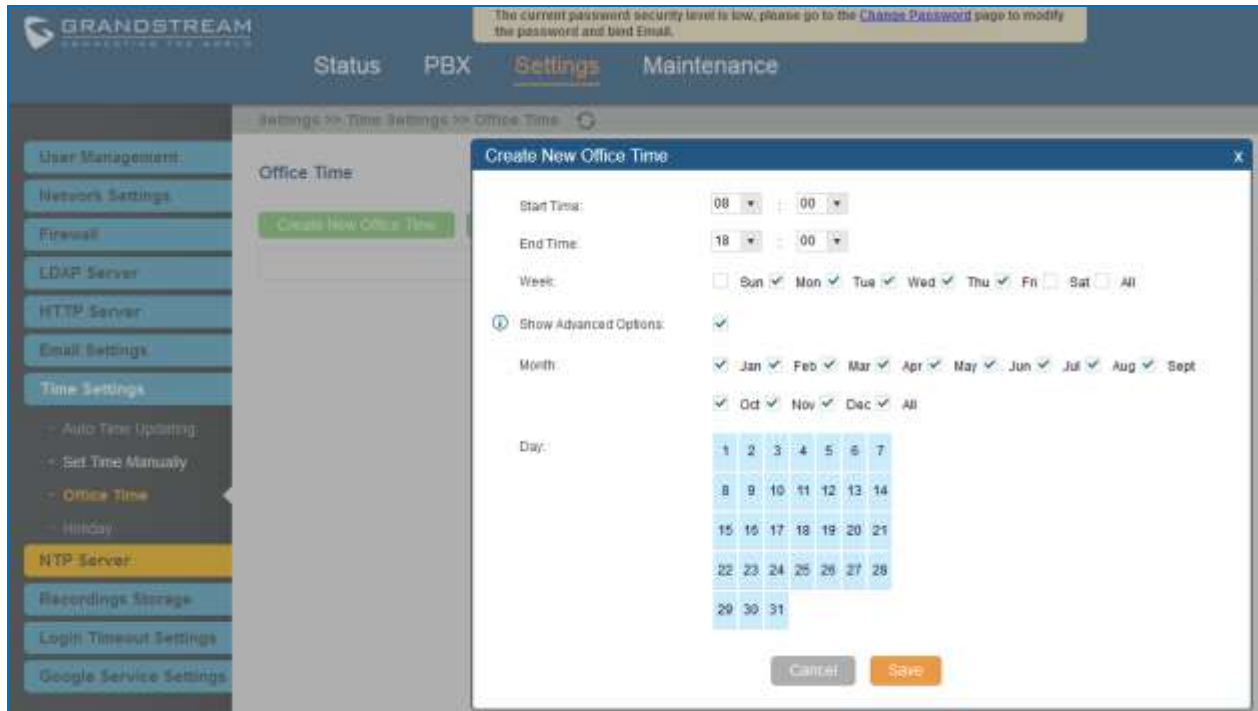 GRANDSTREAM
CONNECTING THE WORLD
The current password security level is low, please go to the Change Password page to modify
the password and bind Email.
Status PBX Settings Maintenance
Settings >> Time Settings >> Office Time
User Management
Network Settings
Firewall
LDAP Server
HTTP Server
Email Settings
Time Settings
- Auto Time Updating
- Set Time Manually
- Office Time
- Holiday
NTP Server
Recordings Storage
Login Timeout Settings
Google Service Settings
Office Time
Create New Office Time
Create New Office Time x
Start Time: 08 : 00
End Time: 18 : 00
Week: Sun Mon Tue Wed Thu Fri Sat All
Show Advanced Options:
Month: Jan Feb Mar Apr May Jun Jul Aug Sept
Oct Nov Dec All
Day: 1 2 3 4 5 6 7
8 9 10 11 12 13 14
15 16 17 18 19 20 21
22 23 24 25 26 27 28
29 30 31
Cancel Save